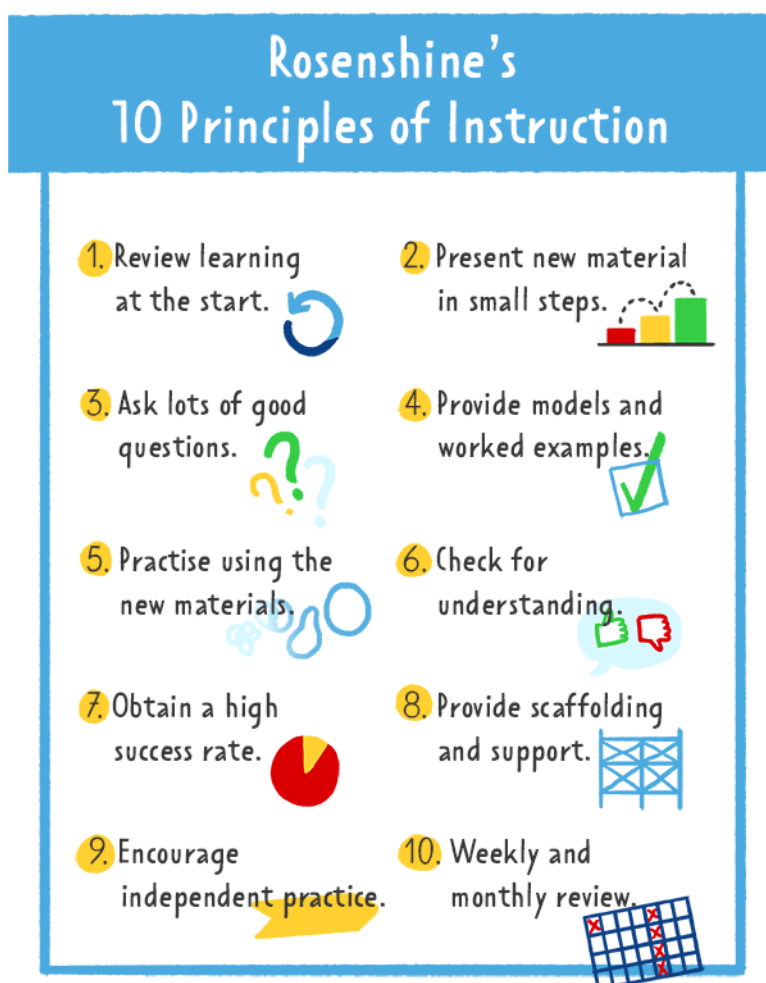 Rosenshine's
10 Principles of Instruction
1. Review learning
at the start.
2. Present new material
in small steps.
3. Ask lots of good
questions.
4. Provide models and
worked examples.
5. Practise using the
new materials.
6. Check for
understanding.
7. Obtain a high
success rate.
8. Provide scaffolding
and support.
9. Encourage
independent practice.
10. Weekly and
monthly review.